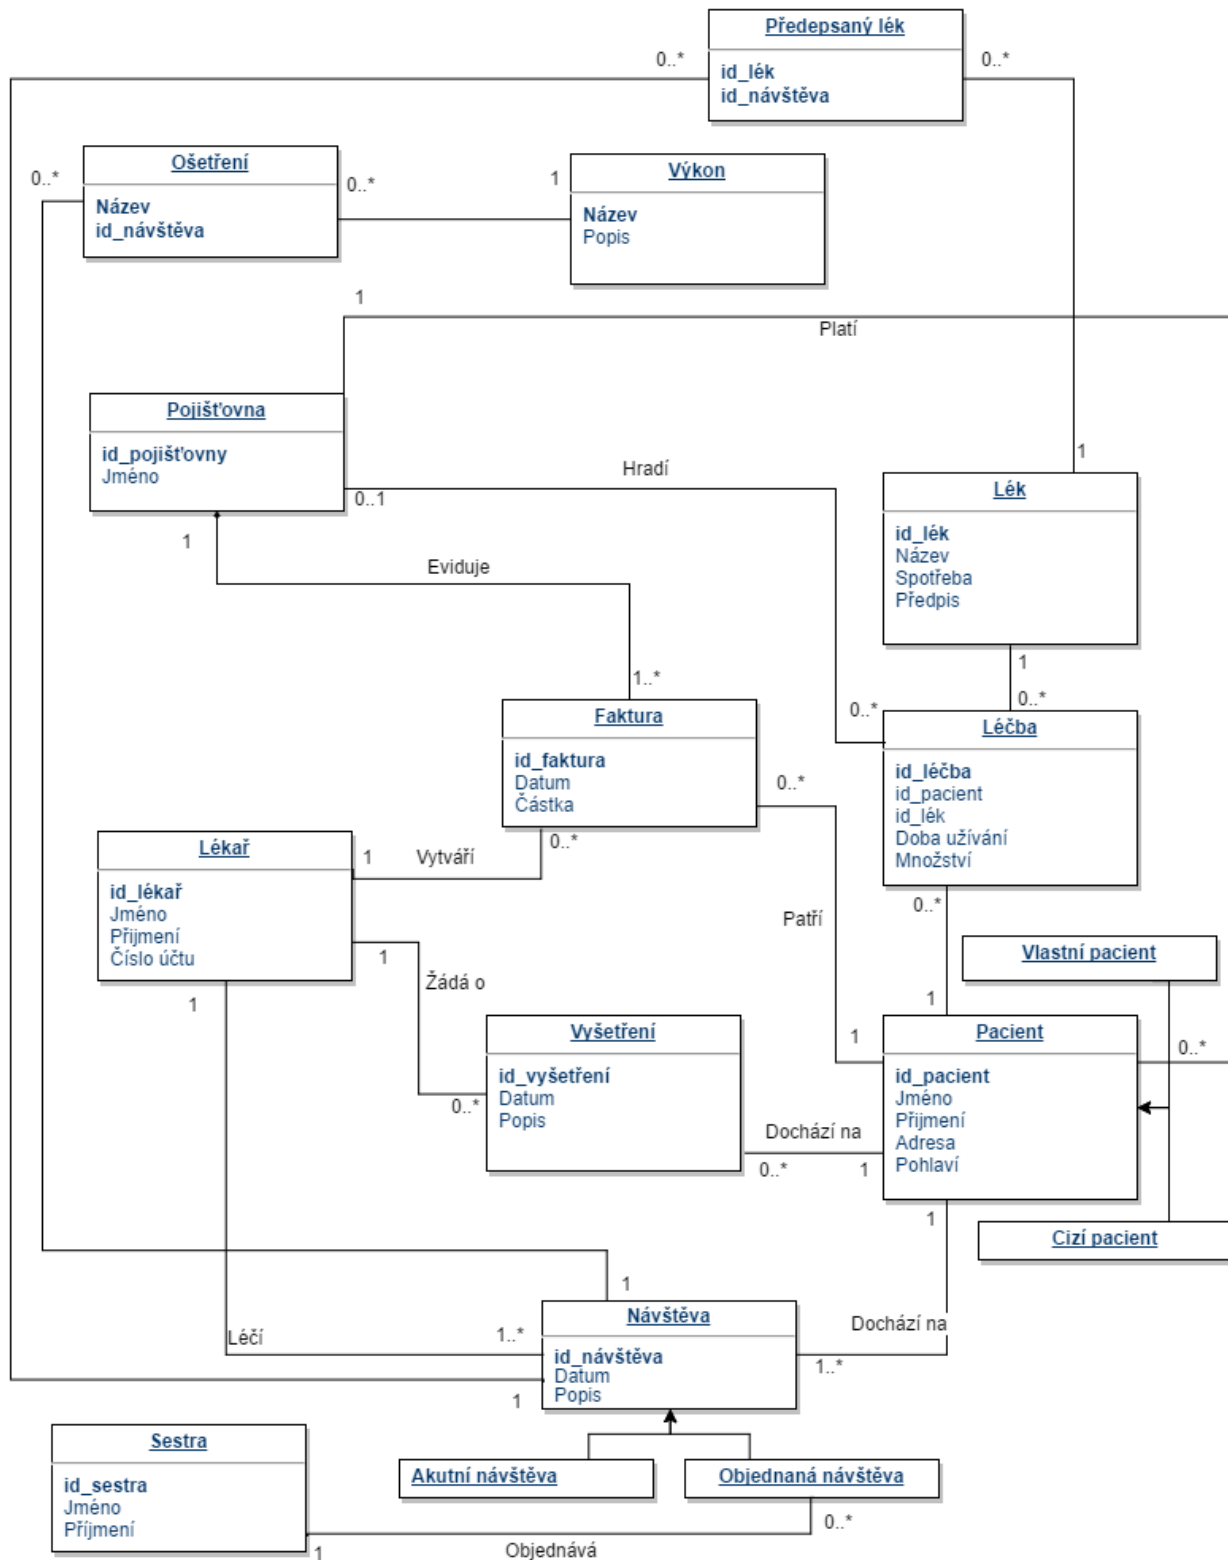 Předepsaný lék
0..*
0..*
id_lék
id_návštěva
Ošetření
0..*
0..*
Název
id_návštěva
Výkon
1
Název
Popis
1
Platí
Pojišťovna
id_pojišťovny
Jméno
Hradí
0..1
1
Eviduje
1
Lék
id_lék
Název
Spotřeba
Předpis
1
0..*
1..*
0..*
Faktura
id_faktura
Datum
Částka
0..*
0..*
Léčba
id_léčba
id_pacient
id_lék
Doba užívání
Množství
0..*
Lékař
1
Vytváří
id_lékař
Jméno
Přijmení
Číslo účtu
1
1
Žádá o
Patří
Vlastní pacient
1
1
Vyšetření
id_vyšetření
Datum
Popis
0..*
Dochází na
0..*
1
Pacient
0..*
id_pacient
Jméno
Přijmení
Adresa
Pohlaví
1
Cizí pacient
1
Návštěva
Léčí
1..*
id_návštěva
Datum
Popis
1
Dochází na
1..*
Sestra
id_sestra
Jméno
Příjmení
Akutní návštěva
Objednaná návštěva
0..*
1
Objednává